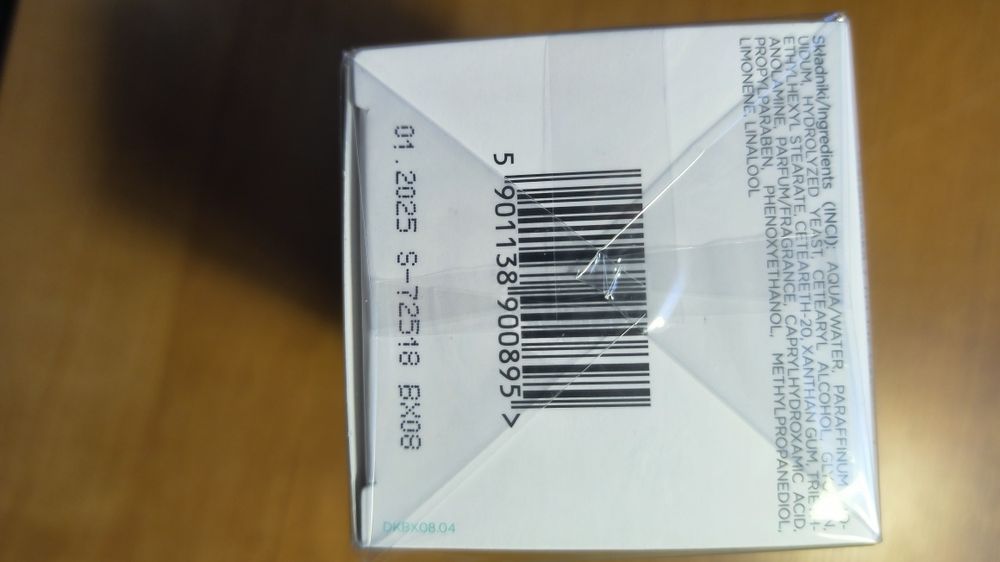 Składniki/Ingredients (INCI): AQUA/WATER, PARAFFINUM
UIDUM, HYDROLYZED YEAST, CETEARYL ALCOHOL,
ETHYLHEXYL STEARATE, CETEARETH-20, XANTHAN GUM,
ANOLAMINE, PARFUM/FRAGRANCE, CAPRYLHYDROXAMIC ACID,
PROPYLPARABEN, PHENOXYETHANOL, METHYLPROPANEDIOL,
LIMONENE, LINALOOL
5 901138 900895 >
01.2025 S-72518 BX08
DKBX08.04